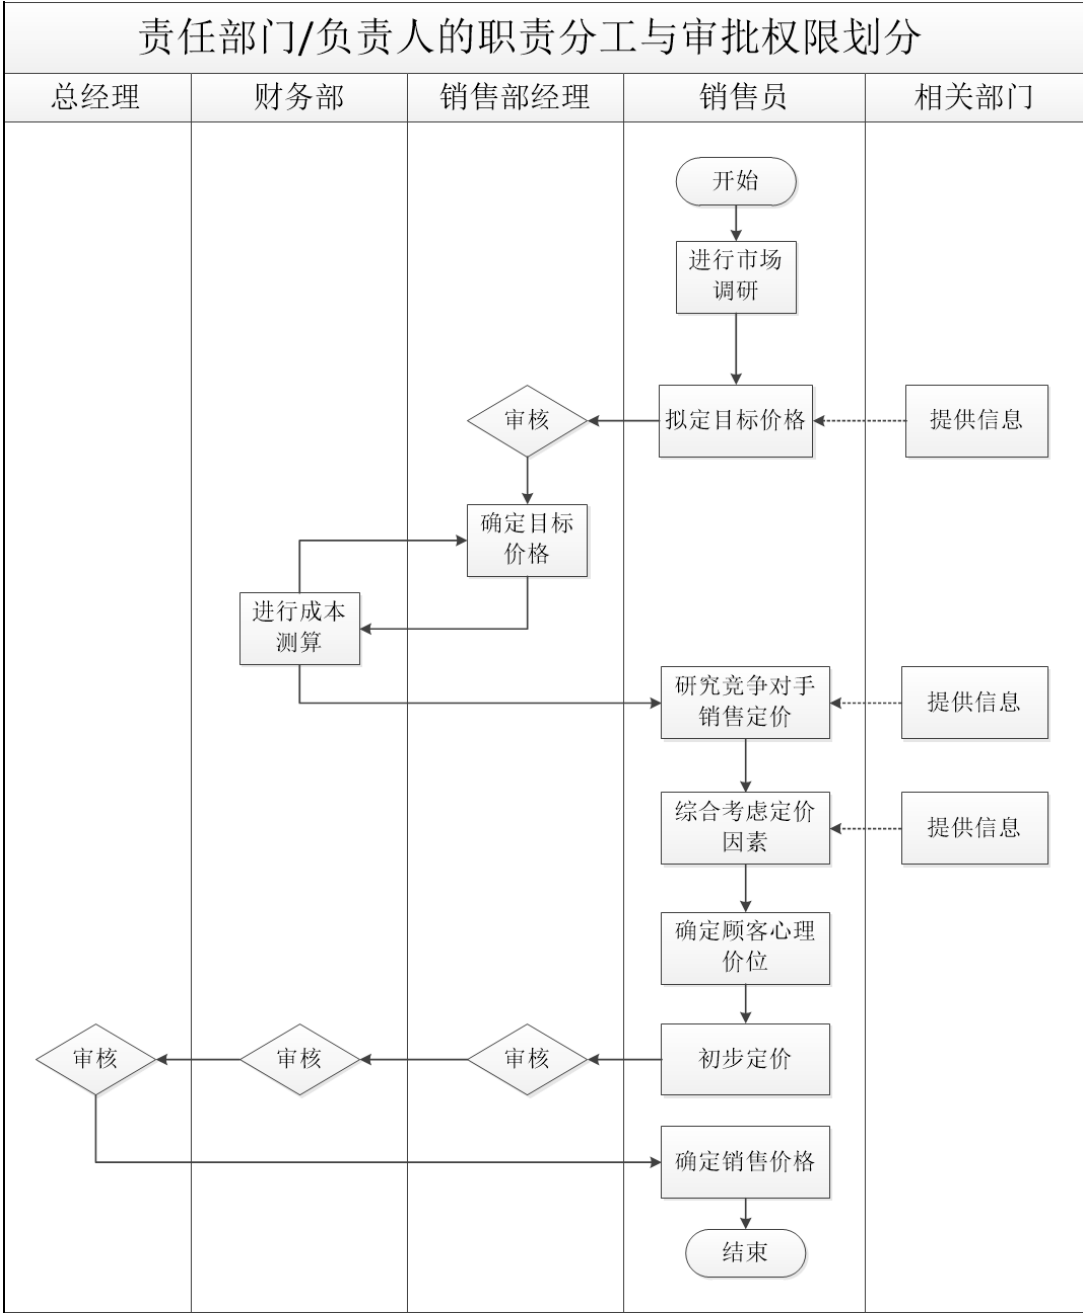 责任部门/负责人的职责分工与审批权限划分
总经理
财务部
销售部经理
销售员
相关部门
开始
进行市场
调研
审核
拟定目标价格
提供信息
确定目标
价格
进行成本
测算
研究竞争对手
销售定价
提供信息
综合考虑定价
因素
提供信息
确定顾客心理
价位
审核
审核
审核
初步定价
确定销售价格
结束